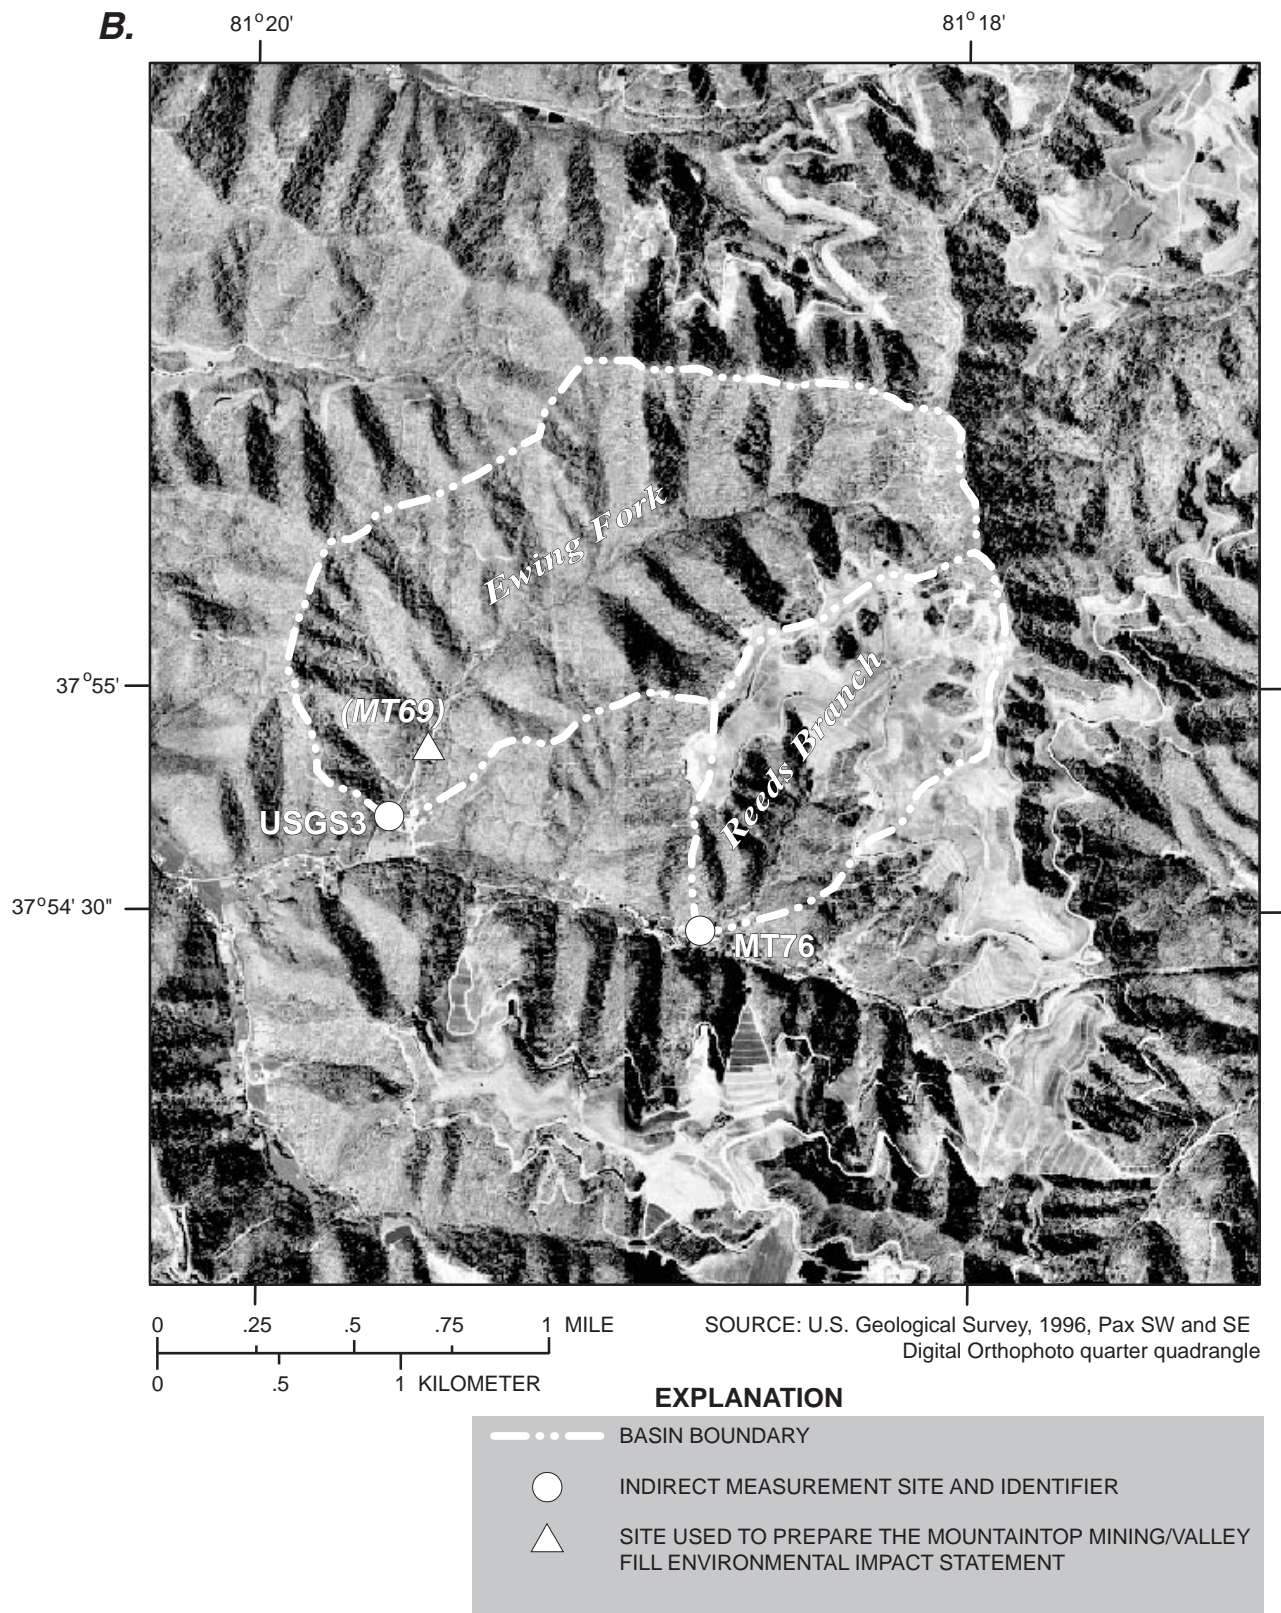 B.
81°20'
81°18'
Ewing Fork
37°55'
(MT69)
Reeds Branch
USGS3
37°54' 30"
MT76
0 .25 .5 .75 1 MILE
0 .5 1 KILOMETER
SOURCE: U.S. Geological Survey, 1996, Pax SW and SE
Digital Orthophoto quarter quadrangle
EXPLANATION
BASIN BOUNDARY
INDIRECT MEASUREMENT SITE AND IDENTIFIER
SITE USED TO PREPARE THE MOUNTAINTOP MINING/VALLEY
FILL ENVIRONMENTAL IMPACT STATEMENT